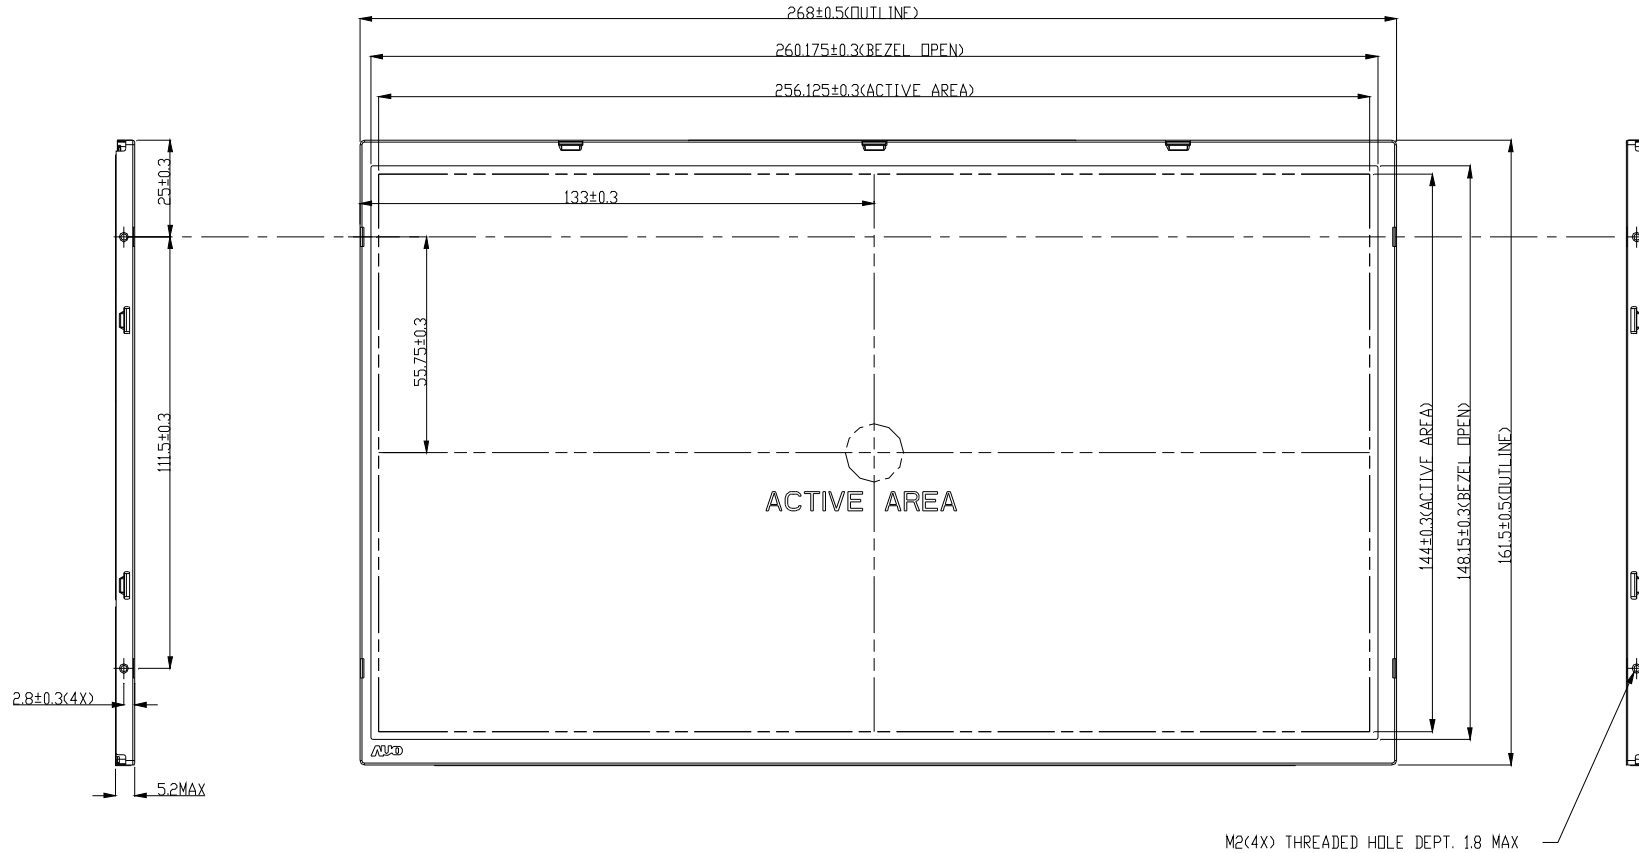 268±0.5(OUTLINE)
260.175±0.3(BEZEL OPEN)
256.125±0.3(ACTIVE AREA)
25±0.3
133±0.3
55.75±0.3
111.5±0.3
ACTIVE AREA
144±0.3(ACTIVE AREA)
148.15±0.3(BEZEL OPEN)
161.5±0.5(OUTLINE)
2.8±0.3(4X)
AUO
5.2MAX
M2(4X) THREADED HOLE DEPT. 1.8 MAX